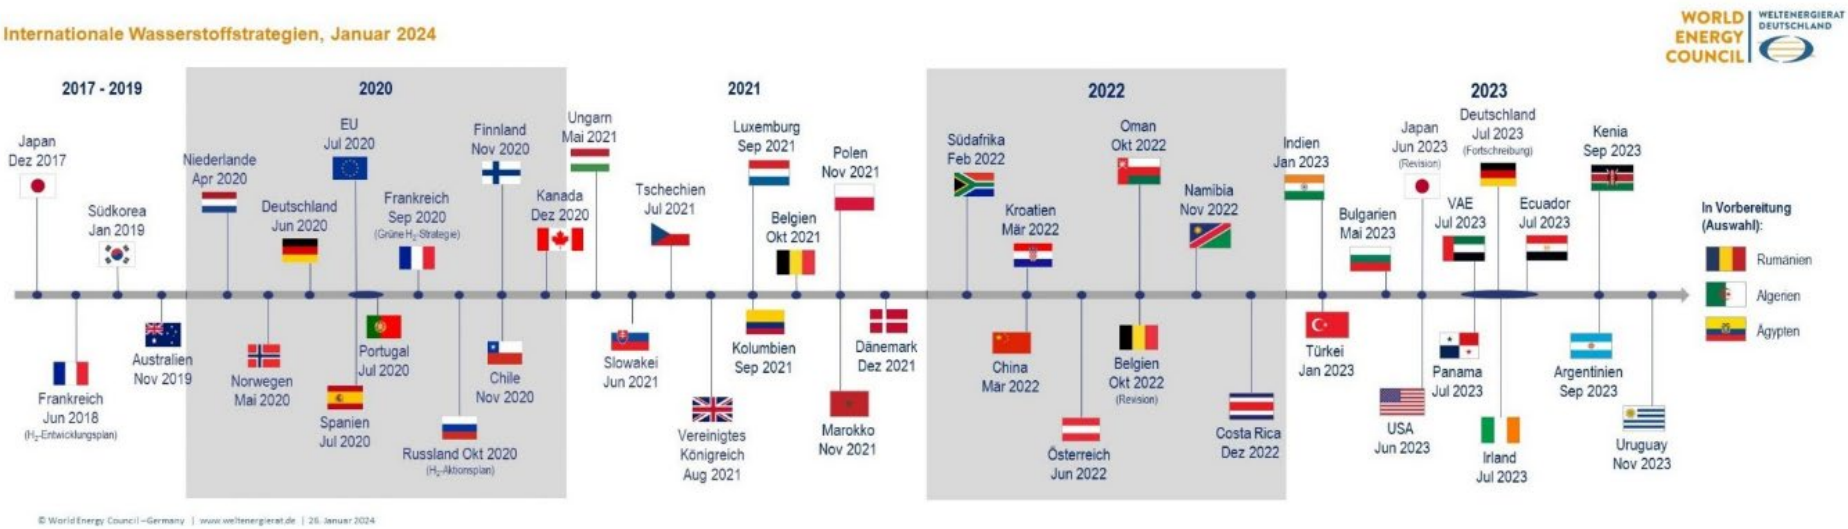 Internationale Wasserstoffstrategien, Januar 2024
WORLD
ENERGY
COUNCIL
WELTENERGIERAT
DEUTSCHLAND
2017 - 2019
Japan
Dez 2017
Südkorea
Jan 2019
Frankreich
Jun 2018
(H₂-Entwicklungsplan)
Australien
Nov 2019
2020
Niederlande
Apr 2020
Deutschland
Jun 2020
EU
Jul 2020
Frankreich
Sep 2020
(Grüne H₂-Strategie)
Finnland
Nov 2020
Kanada
Dez 2020
Norwegen
Mai 2020
Spanien
Jul 2020
Portugal
Jul 2020
Russland Okt 2020
(H₂-Aktionsplan)
Chile
Nov 2020
2021
Ungarn
Mai 2021
Tschechien
Jul 2021
Luxemburg
Sep 2021
Belgien
Okt 2021
Polen
Nov 2021
Slowakei
Jun 2021
Vereinigtes
Königreich
Aug 2021
Kolumbien
Sep 2021
Marokko
Nov 2021
Dänemark
Dez 2021
2022
Südafrika
Feb 2022
Kroatien
Mär 2022
Oman
Okt 2022
Namibia
Nov 2022
China
Mär 2022
Österreich
Jun 2022
Belgien
Okt 2022
(Revision)
Costa Rica
Dez 2022
2023
Indien
Jan 2023
Bulgarien
Mai 2023
Japan
Jun 2023
(Revision)
VAE
Jul 2023
Deutschland
Jul 2023
(Fortschreibung)
Ecuador
Jul 2023
Kenia
Sep 2023
Türkei
Jan 2023
USA
Jun 2023
Panama
Jul 2023
Irland
Jul 2023
Argentinien
Sep 2023
Uruguay
Nov 2023
In Vorbereitung
(Auswahl):
Rumänien
Algerien
Ägypten
© World Energy Council – Germany | www.weltenergierat.de | 26. Januar 2024